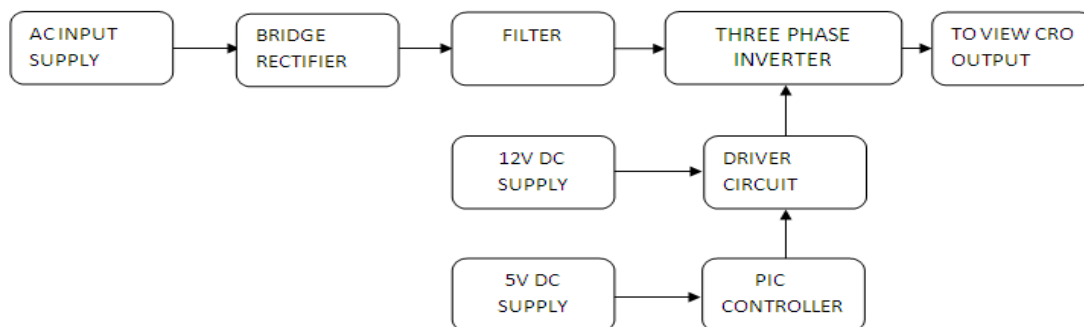 AC INPUT
SUPPLY
BRIDGE
RECTIFIER
FILTER
THREE PHASE
INVERTER
TO VIEW CRO
OUTPUT
12V DC
SUPPLY
DRIVER
CIRCUIT
5V DC
SUPPLY
PIC
CONTROLLER